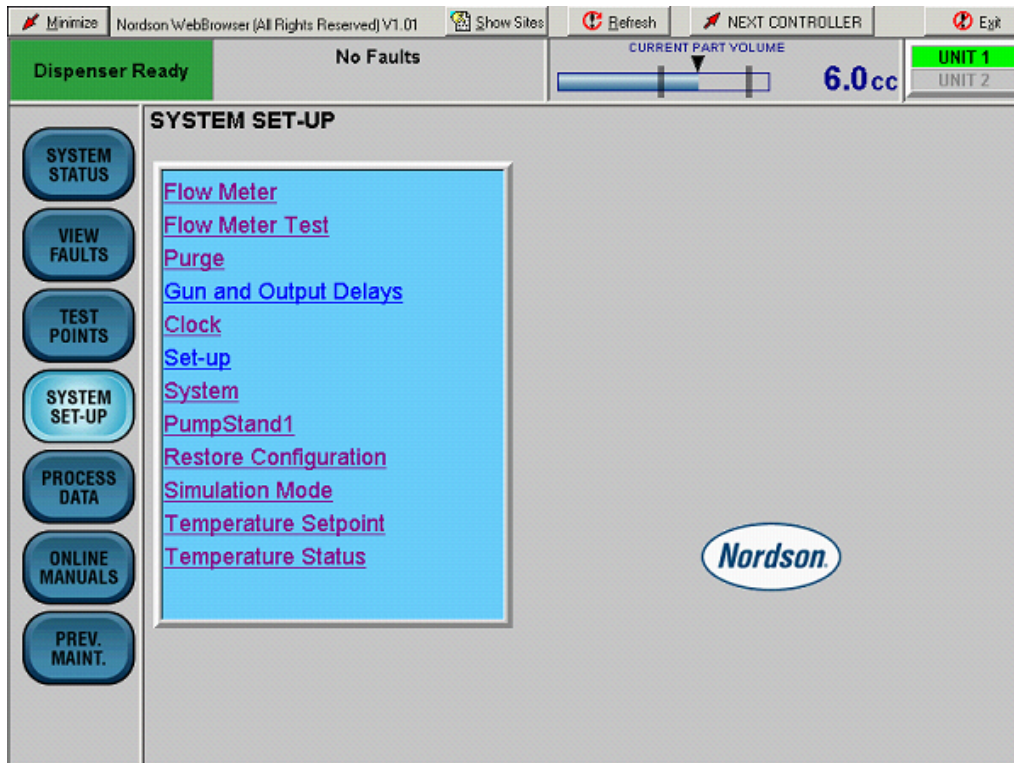 Minimize
Nordson WebBrowser (All Rights Reserved) V1.01
Show Sites
Refresh
NEXT CONTROLLER
Exit
Dispenser Ready
No Faults
CURRENT PART VOLUME
6.0 cc
UNIT 1
UNIT 2
SYSTEM
STATUS
VIEW
FAULTS
TEST
POINTS
SYSTEM
SET-UP
PROCESS
DATA
ONLINE
MANUALS
PREV.
MAINT.
SYSTEM SET-UP
Flow Meter
Flow Meter Test
Purge
Gun and Output Delays
Clock
Set-up
System
PumpStand1
Restore Configuration
Simulation Mode
Temperature Setpoint
Temperature Status
Nordson